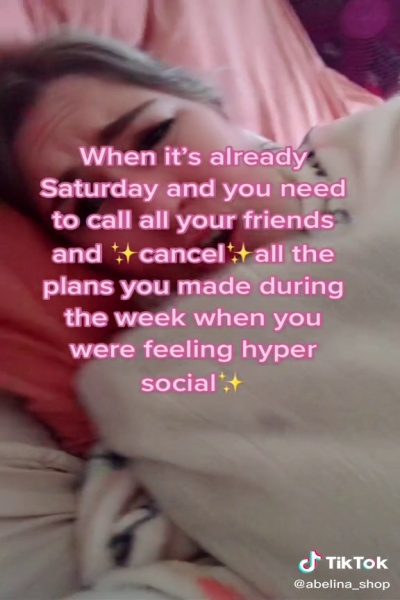 When it's already
Saturday and you need
to call all your friends
and ✨cancel✨all the
plans you made during
the week when you
were feeling hyper
social✨
TikTok
@abelina_shop